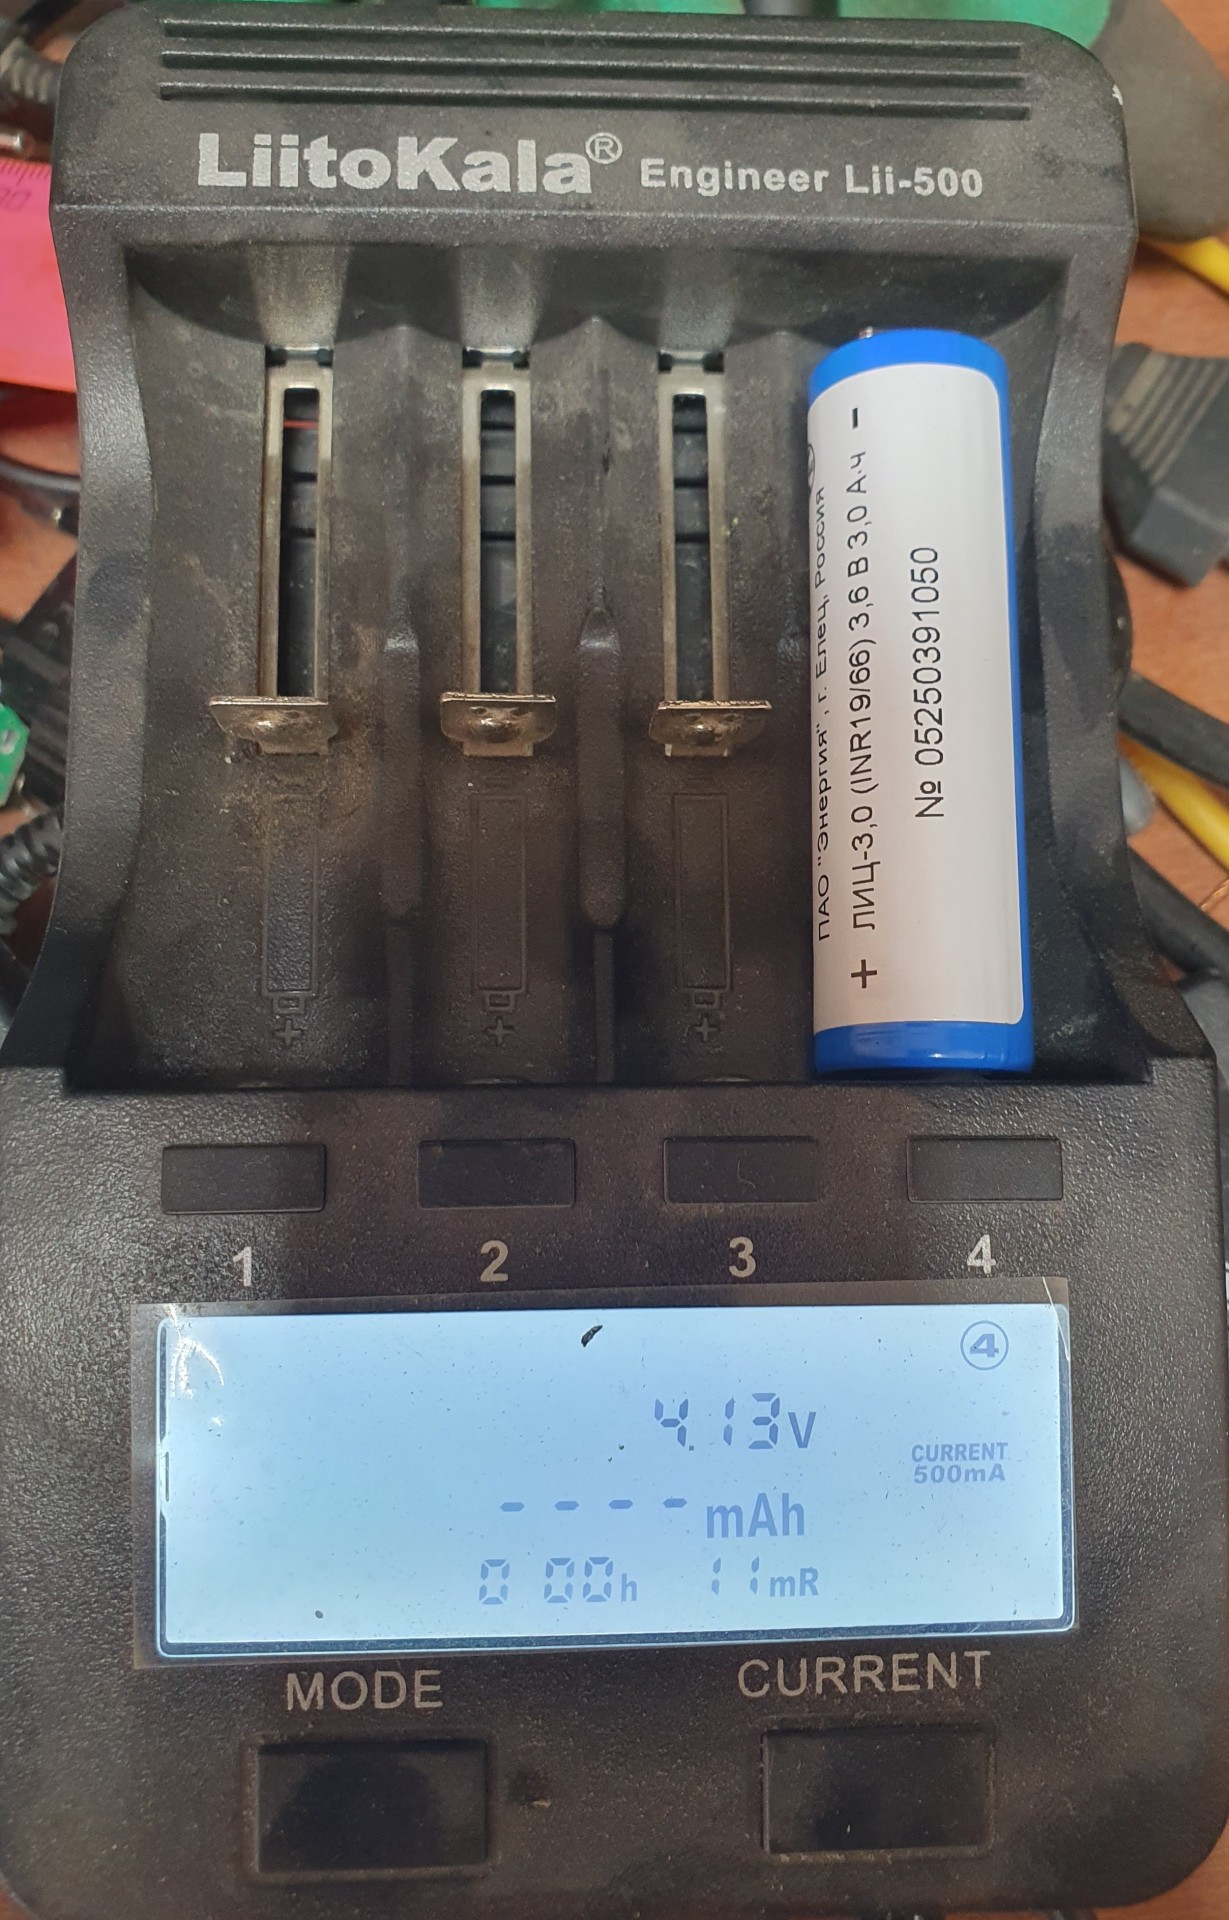 LiitoKala® Engineer Lii-500
ПАО "Энергия" , г. Елец, Россия
+ ЛИЦ-3,0 (INR19/66) 3,6 В 3,0 А·ч -
№ 05250391050
+
+
+
1
2
3
4
4
4.13V
CURRENT
500mA
- - - - mAh
0 00h 11mR
MODE
CURRENT